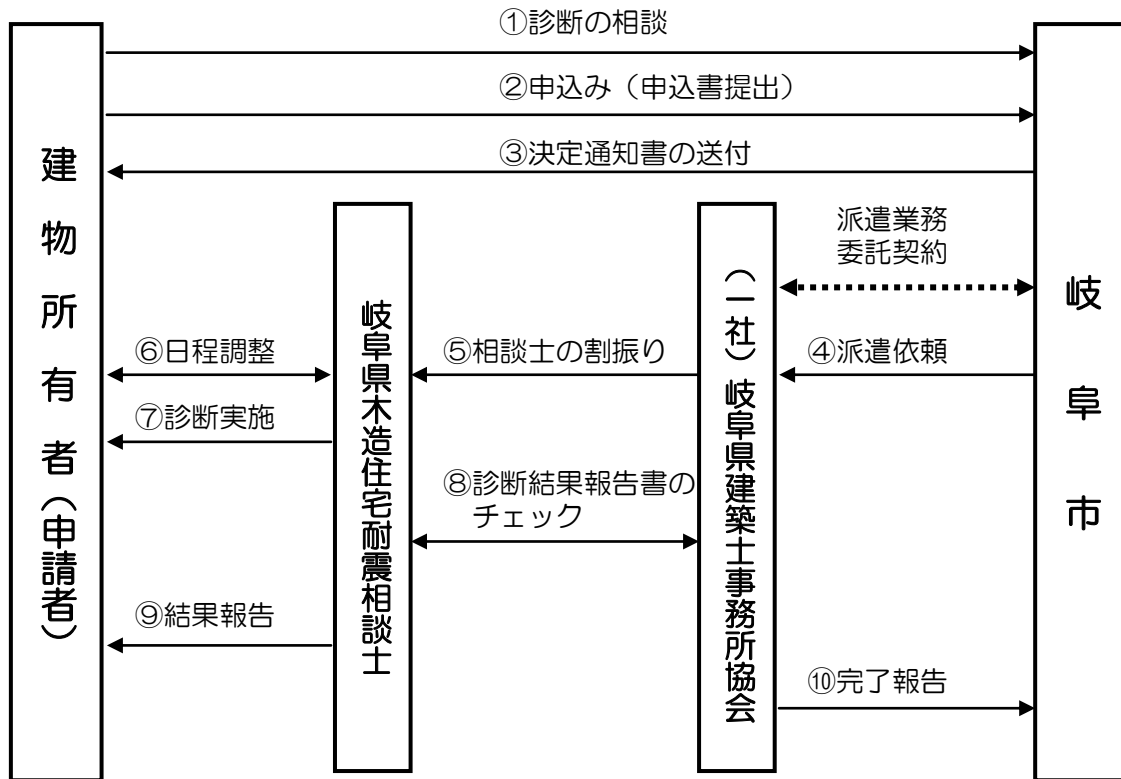 ①診断の相談
②申込み（申込書提出）
③決定通知書の送付
建物所有者（申請者）
岐阜県木造住宅耐震相談士
（一社）岐阜県建築士事務所協会
岐阜市
派遣業務
委託契約
④派遣依頼
⑤相談士の割振り
⑥日程調整
⑦診断実施
⑧診断結果報告書の
チェック
⑨結果報告
⑩完了報告